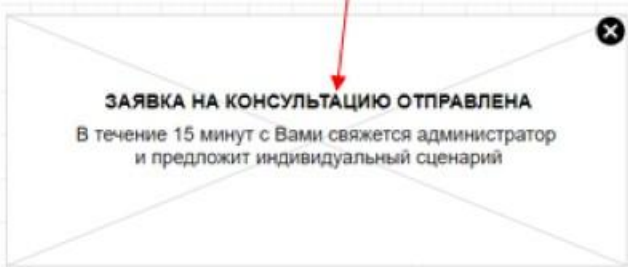 ЗАЯВКА НА КОНСУЛЬТАЦИЮ ОТПРАВЛЕНА
В течение 15 минут с Вами свяжется администратор
и предложит индивидуальный сценарий